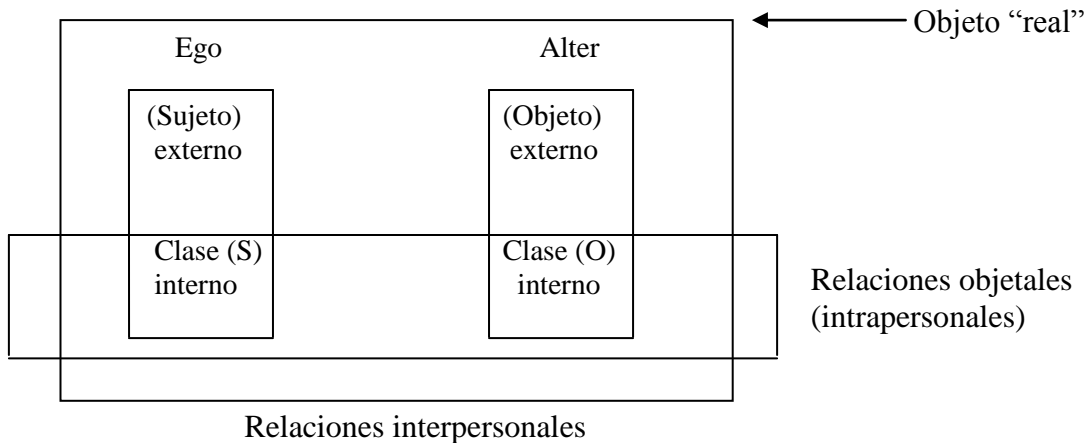 Objeto “real”
Ego
Alter
(Sujeto)
externo
(Objeto)
externo
Clase (S)
interno
Clase (O)
interno
Relaciones objetales
(intrapersonales)
Relaciones interpersonales